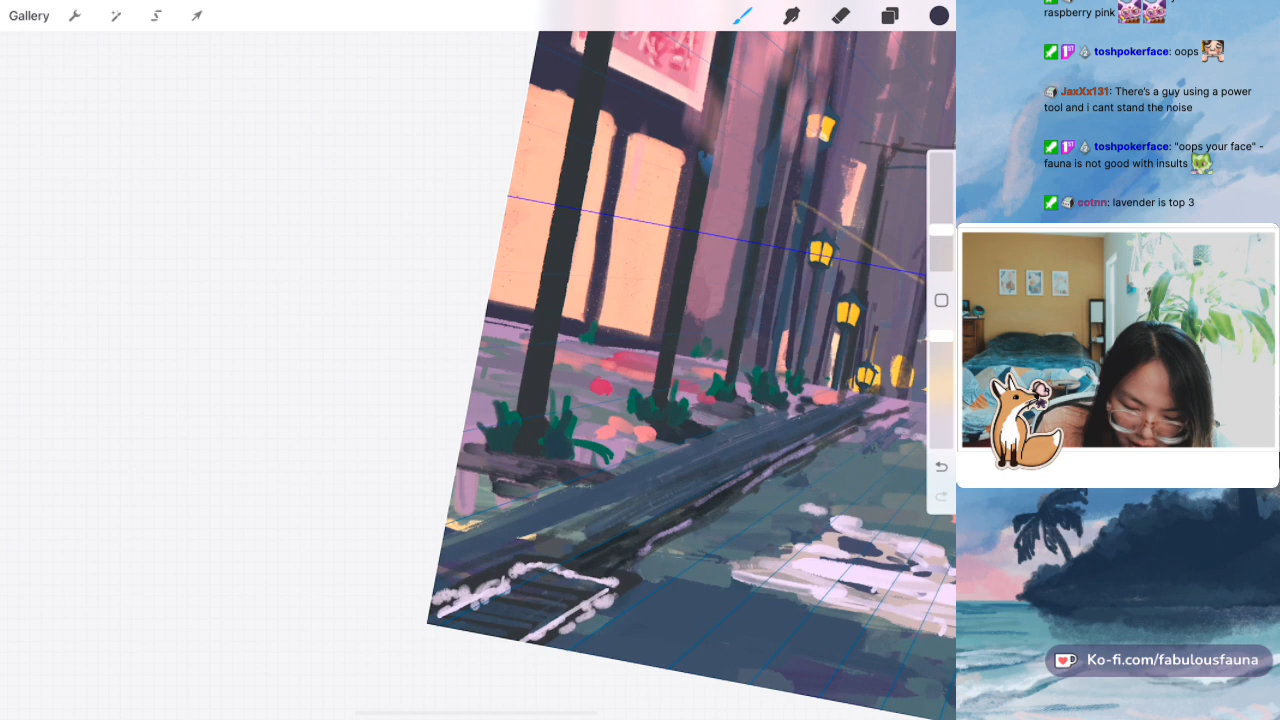 Gallery
raspberry pink
toshpokerface: oops
JaxXx131: There's a guy using a power
tool and i cant stand the noise
toshpokerface: "oops your face" -
fauna is not good with insults
cotnn: lavender is top 3
Ko-fi.com/fabulousfauna